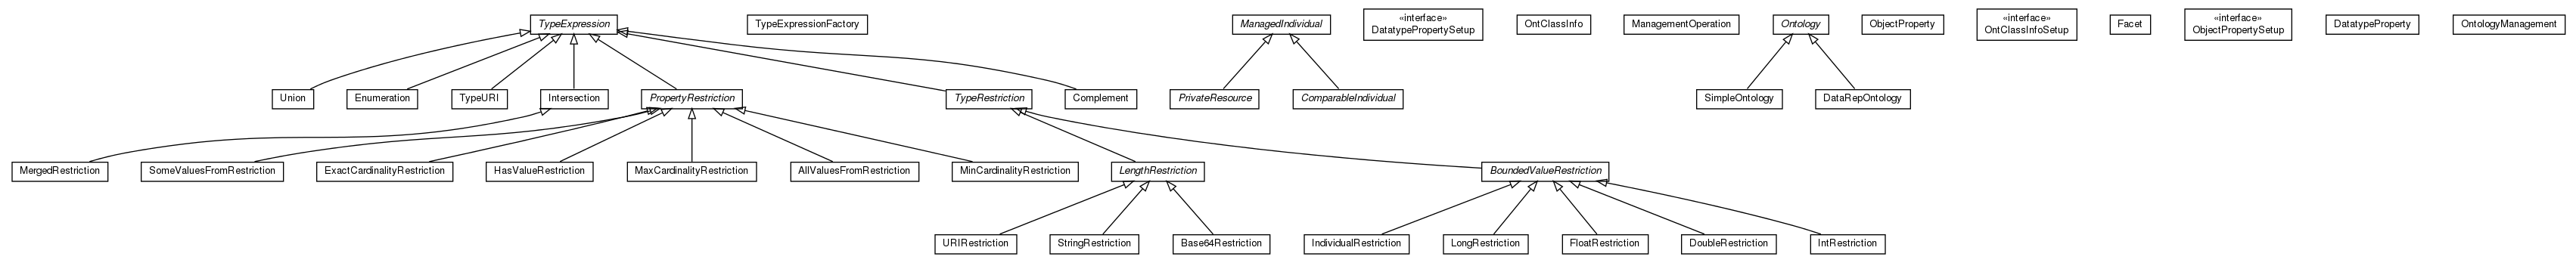 TypeExpression
TypeExpressionFactory
ManagedIndividual
«interface»
DatatypePropertySetup
OntClassInfo
ManagementOperation
Ontology
ObjectProperty
«interface»
OntClassInfoSetup
Facet
«interface»
ObjectPropertySetup
DatatypeProperty
OntologyManagement
Union
Enumeration
TypeURI
Intersection
PropertyRestriction
TypeRestriction
Complement
PrivateResource
ComparableIndividual
SimpleOntology
DataRepOntology
MergedRestriction
SomeValuesFromRestriction
ExactCardinalityRestriction
HasValueRestriction
MaxCardinalityRestriction
AllValuesFromRestriction
MinCardinalityRestriction
LengthRestriction
BoundedValueRestriction
URIRestriction
StringRestriction
Base64Restriction
IndividualRestriction
LongRestriction
FloatRestriction
DoubleRestriction
IntRestriction